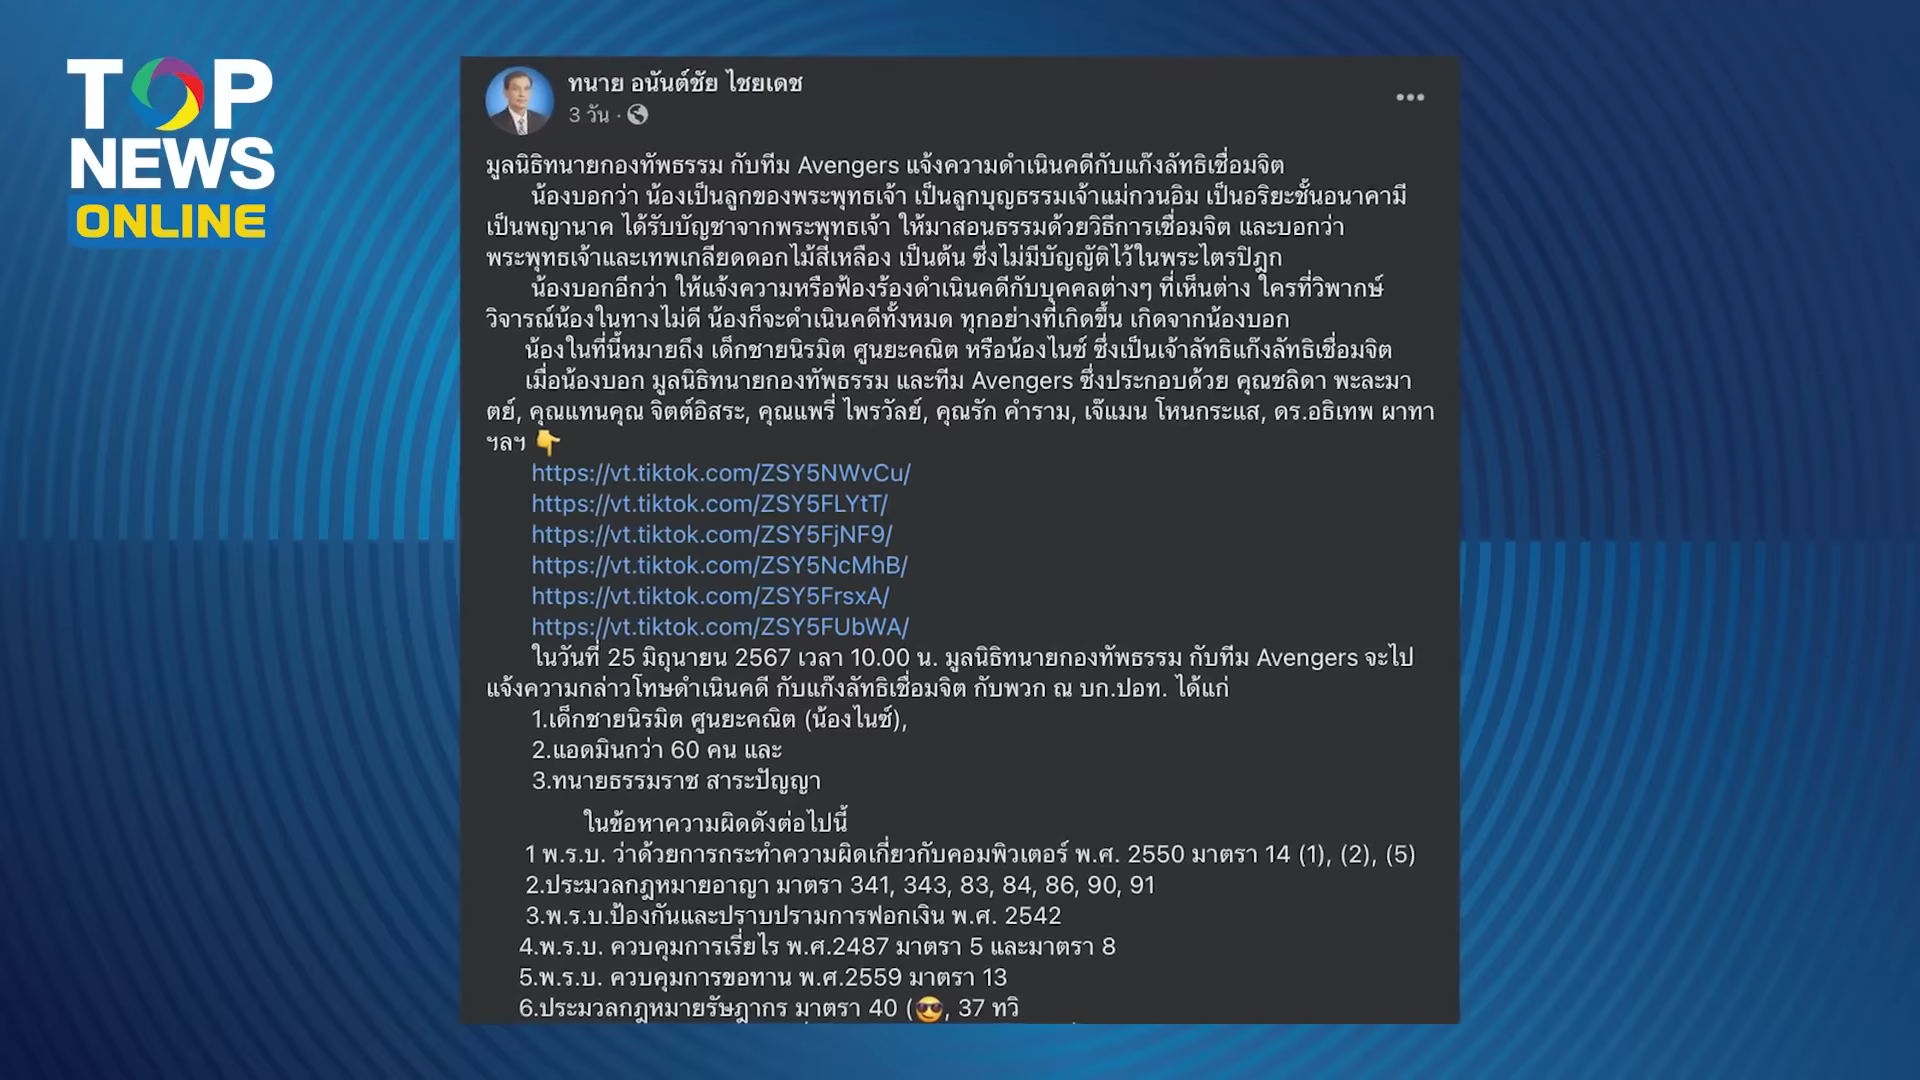 TOP
NEWS
ONLINE
ทนาย อนันต์ชัย ไชยเดช
3 วัน ·
มูลนิธิทนายกองทัพธรรม กับทีม Avengers แจ้งความดำเนินคดีกับแก๊งลัทธิเชื่อมจิต
น้องบอกว่า น้องเป็นลูกของพระพุทธเจ้า เป็นลูกบุญธรรมเจ้าแม่กวนอิม เป็นอริยะชั้นอนาคามี
เป็นพญานาค ได้รับบัญชาจากพระพุทธเจ้า ให้มาสอนธรรมด้วยวิธีการเชื่อมจิต และบอกว่า
พระพุทธเจ้าและเทพเกลียดดอกไม้สีเหลือง เป็นต้น ซึ่งไม่มีบัญญัติไว้ในพระไตรปิฎก
น้องบอกอีกว่า ให้แจ้งความหรือฟ้องร้องดำเนินคดีกับบุคคลต่างๆ ที่เห็นต่าง ใครที่วิพากษ์
วิจารณ์น้องในทางไม่ดี น้องก็จะดำเนินคดีทั้งหมด ทุกอย่างที่เกิดขึ้น เกิดจากน้องบอก
น้องในที่นี้หมายถึง เด็กชายนิรมิต ศูนยะคณิต หรือน้องไนซ์ ซึ่งเป็นเจ้าลัทธิแก๊งลัทธิเชื่อมจิต
เมื่อน้องบอก มูลนิธิทนายกองทัพธรรม และทีม Avengers ซึ่งประกอบด้วย คุณชลิดา พะละมา
ตย์, คุณแทนคุณ จิตต์อิสระ, คุณแพรี่ ไพรวัลย์, คุณรัก คำราม, เจ๊แมน โหนกระแส, ดร.อธิเทพ ผาทา
ฯลฯ 👇
https://vt.tiktok.com/ZSY5NWvCu/
https://vt.tiktok.com/ZSY5FLYtT/
https://vt.tiktok.com/ZSY5FjNF9/
https://vt.tiktok.com/ZSY5NcMhB/
https://vt.tiktok.com/ZSY5FrsxA/
https://vt.tiktok.com/ZSY5FUbWA/
ในวันที่ 25 มิถุนายน 2567 เวลา 10.00 น. มูลนิธิทนายกองทัพธรรม กับทีม Avengers จะไป
แจ้งความกล่าวโทษดำเนินคดี กับแก๊งลัทธิเชื่อมจิต กับพวก ณ บก.ปอท. ได้แก่
1.เด็กชายนิรมิต ศูนยะคณิต (น้องไนซ์),
2.แอดมินกว่า 60 คน และ
3.ทนายธรรมราช สาระปัญญา
ในข้อหาความผิดดังต่อไปนี้
1 พ.ร.บ. ว่าด้วยการกระทำความผิดเกี่ยวกับคอมพิวเตอร์ พ.ศ. 2550 มาตรา 14 (1), (2), (5)
2.ประมวลกฎหมายอาญา มาตรา 341, 343, 83, 84, 86, 90, 91
3.พ.ร.บ.ป้องกันและปราบปรามการฟอกเงิน พ.ศ. 2542
4.พ.ร.บ. ควบคุมการเรี่ยไร พ.ศ.2487 มาตรา 5 และมาตรา 8
5.พ.ร.บ. ควบคุมการขอทาน พ.ศ.2559 มาตรา 13
6.ประมวลกฎหมายรัษฎากร มาตรา 40 (😎, 37 ทวิ